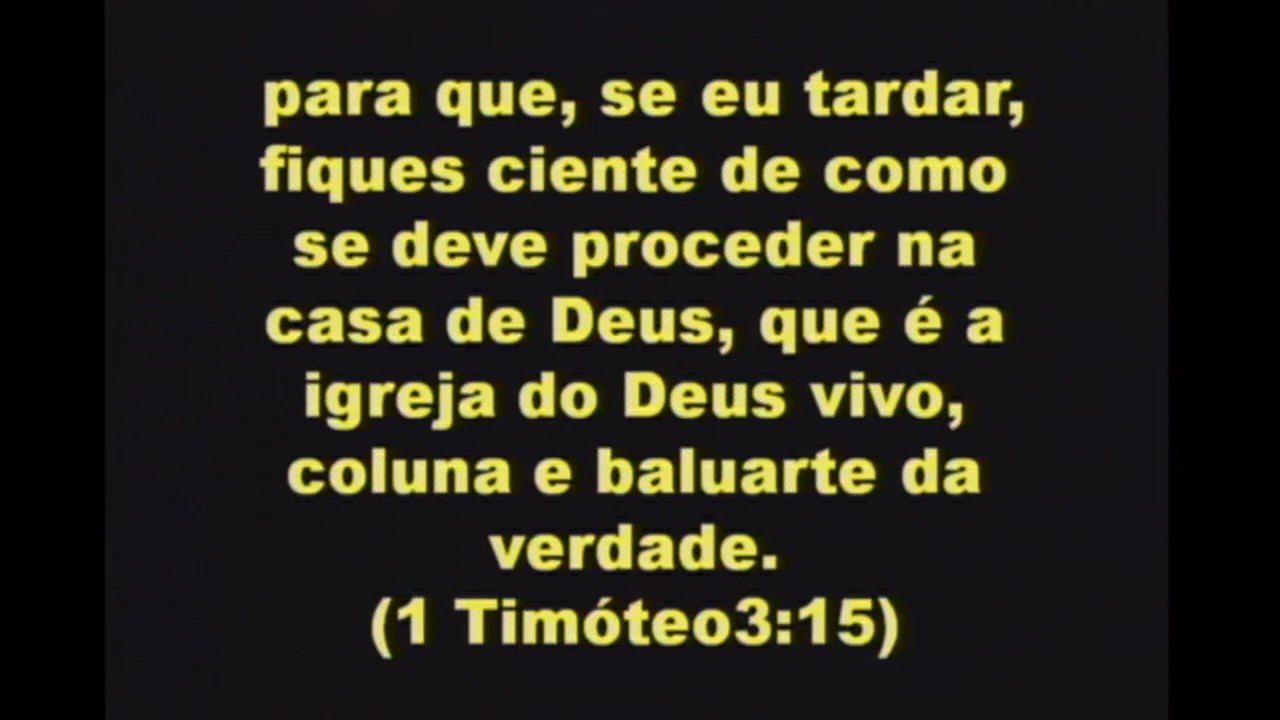 para que, se eu tardar,
fiques ciente de como
se deve proceder na
casa de Deus, que é a
igreja do Deus vivo,
coluna e baluarte da
verdade.
(1 Timóteo3:15)